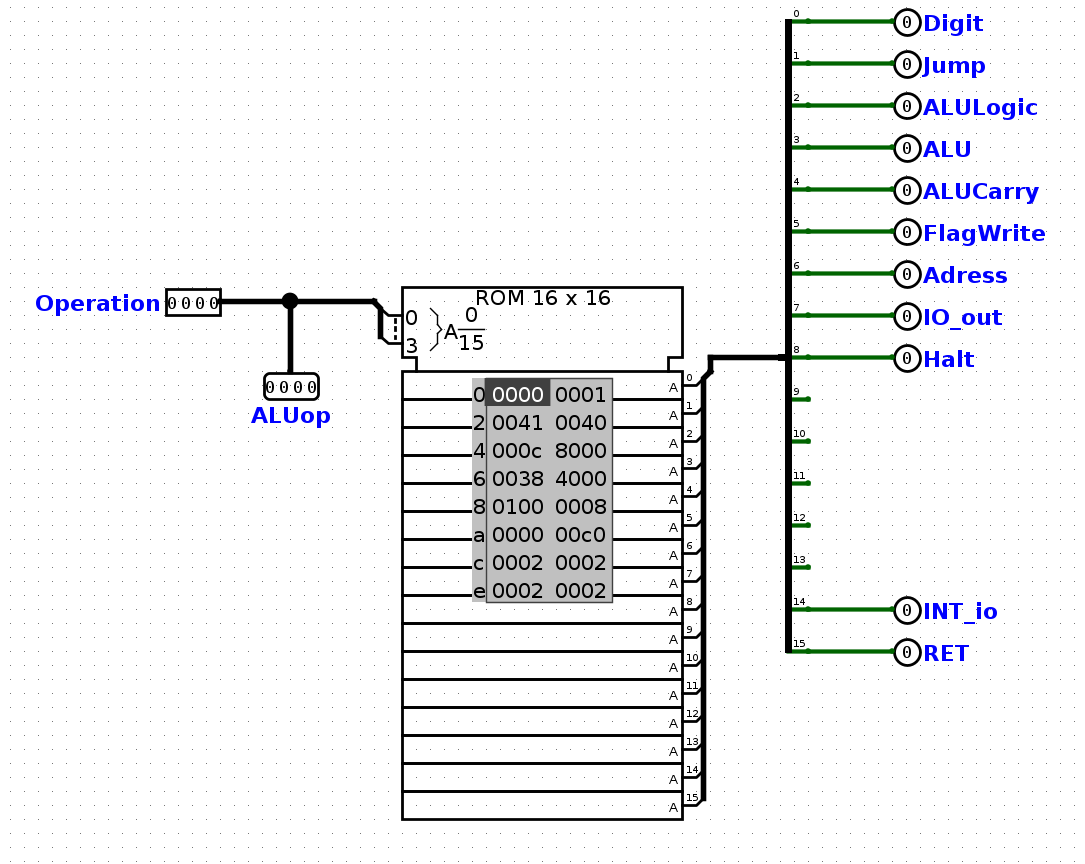 0 0 Digit
1 0 Jump
2 0 ALULogic
3 0 ALU
4 0 ALUCarry
5 0 FlagWrite
6 0 Adress
7 0 IO_out
8 0 Halt
9
10
11
12
13
14 0 INT_io
15 0 RET
Operation 0000
0000
ALUop
ROM 16 x 16
0
3
A 0
15
0 0000 0001
2 0041 0040
4 000c 8000
6 0038 4000
8 0100 0008
a 0000 00c0
c 0002 0002
e 0002 0002
A 0
A 1
A 2
A 3
A 4
A 5
A 6
A 7
A 8
A 9
A 10
A 11
A 12
A 13
A 14
A 15